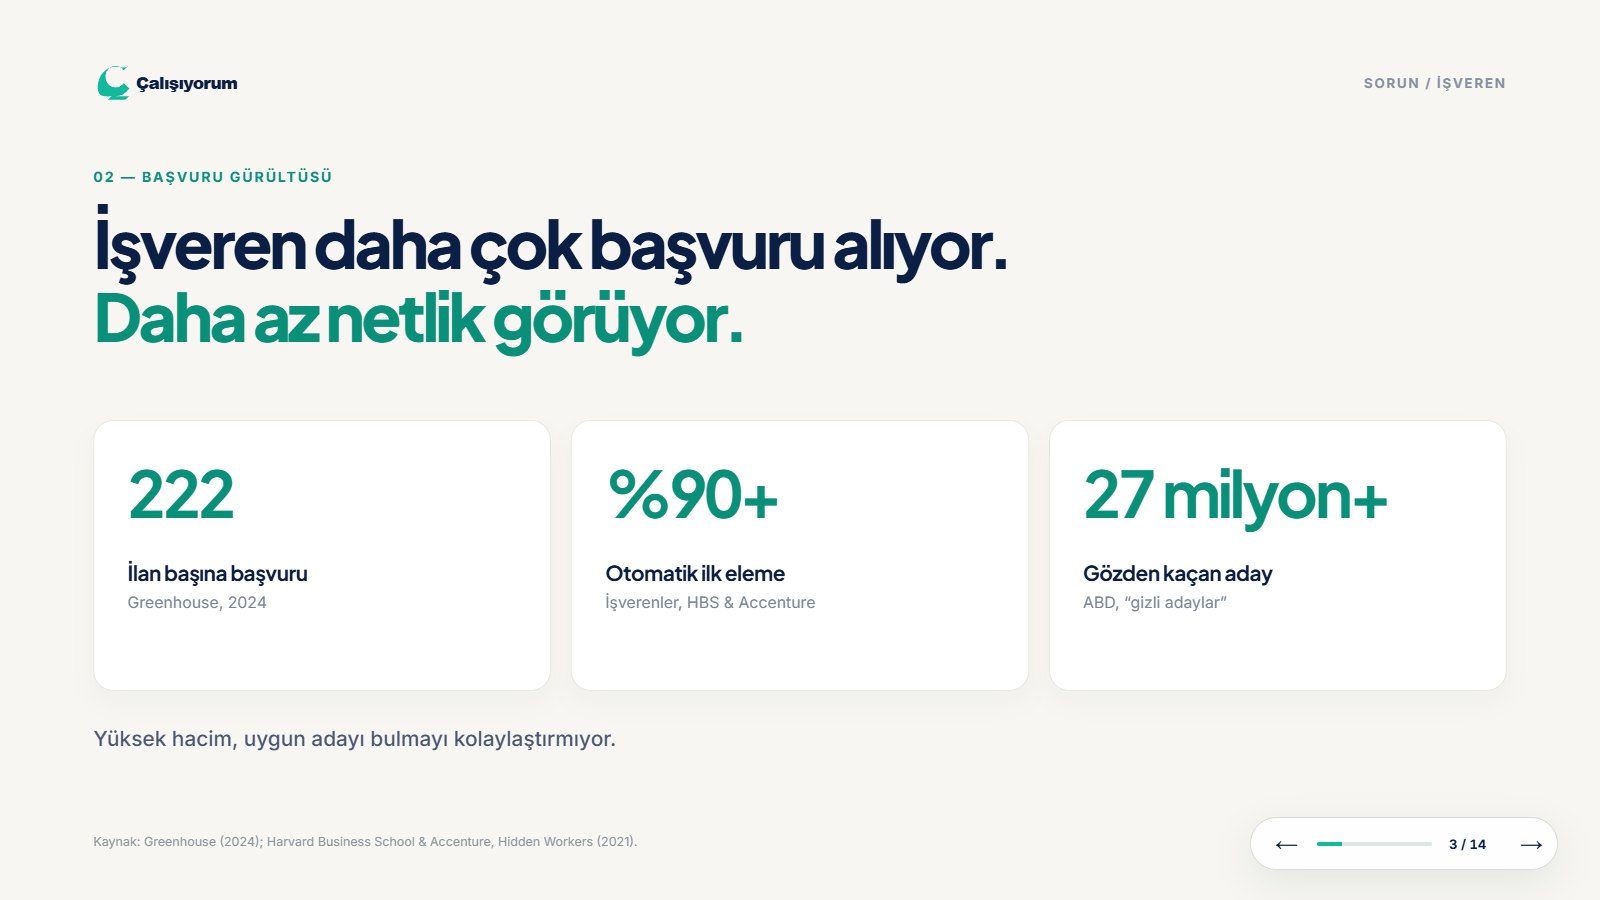 Çalışıyorum
SORUN / İŞVEREN
02 — BAŞVURU GÜRÜLTÜSÜ
İşveren daha çok başvuru alıyor.
Daha az netlik görüyor.
222
İlan başına başvuru
Greenhouse, 2024
%90+
Otomatik ilk eleme
İşverenler, HBS & Accenture
27 milyon+
Gözden kaçan aday
ABD, “gizli adaylar”
Yüksek hacim, uygun adayı bulmayı kolaylaştırmıyor.
Kaynak: Greenhouse (2024); Harvard Business School & Accenture, Hidden Workers (2021).
← 3 / 14 →